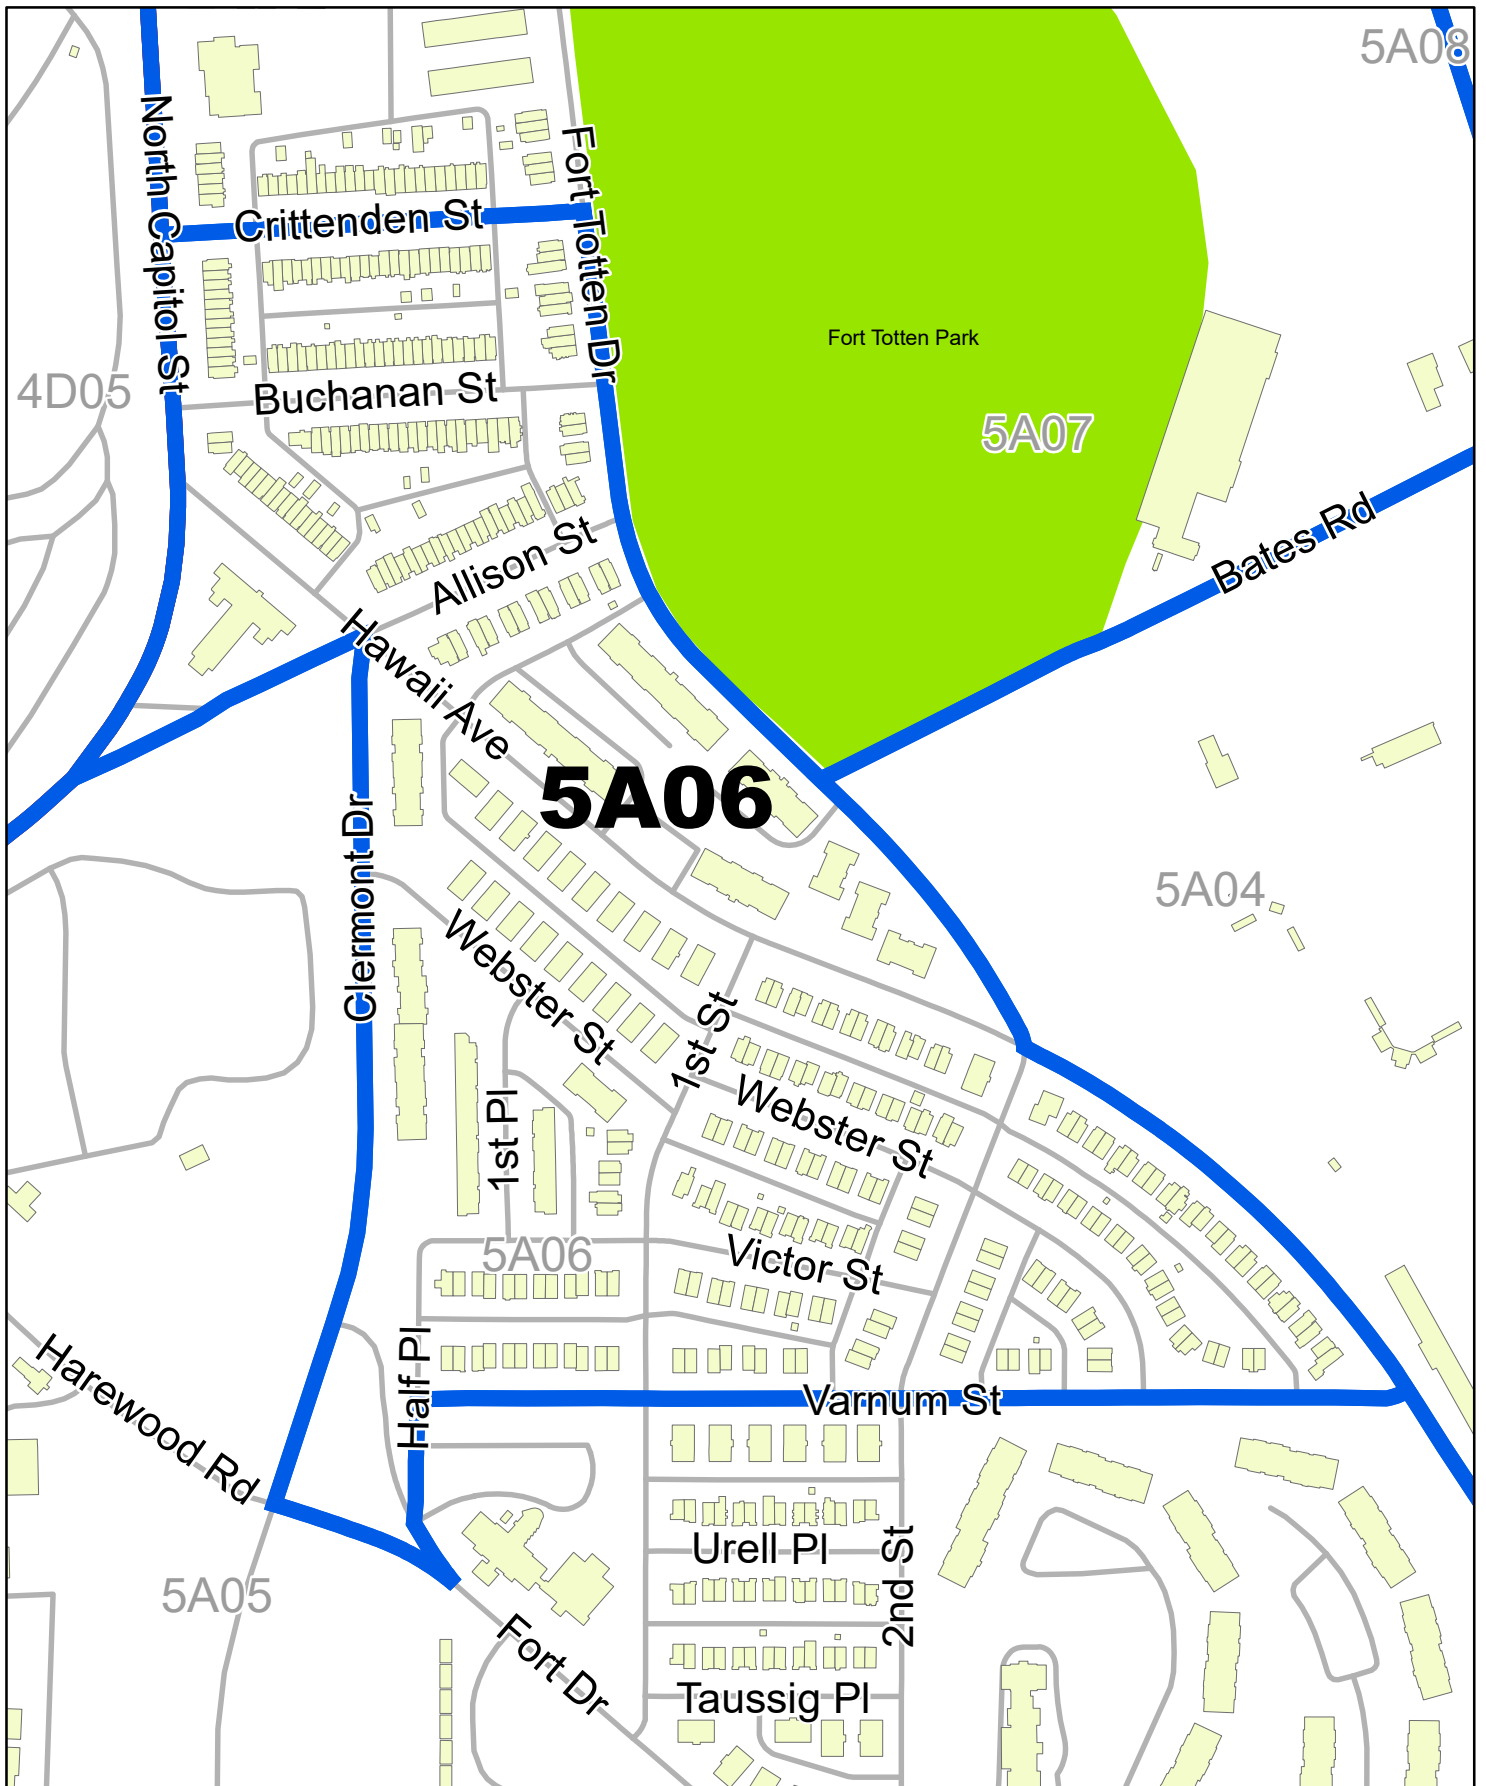 5A08
North Capitol St
Fort Totten Dr
Crittenden St
Fort Totten Park
4D05
Buchanan St
5A07
Bates Rd
Allison St
Hawaii Ave
5A06
Clermont Dr
5A04
Webster St
1st St
1st Pl
Webster St
5A06
Victor St
Half Pl
Harewood Rd
Varnum St
Urell Pl
2nd St
5A05
Fort Dr
Taussig Pl